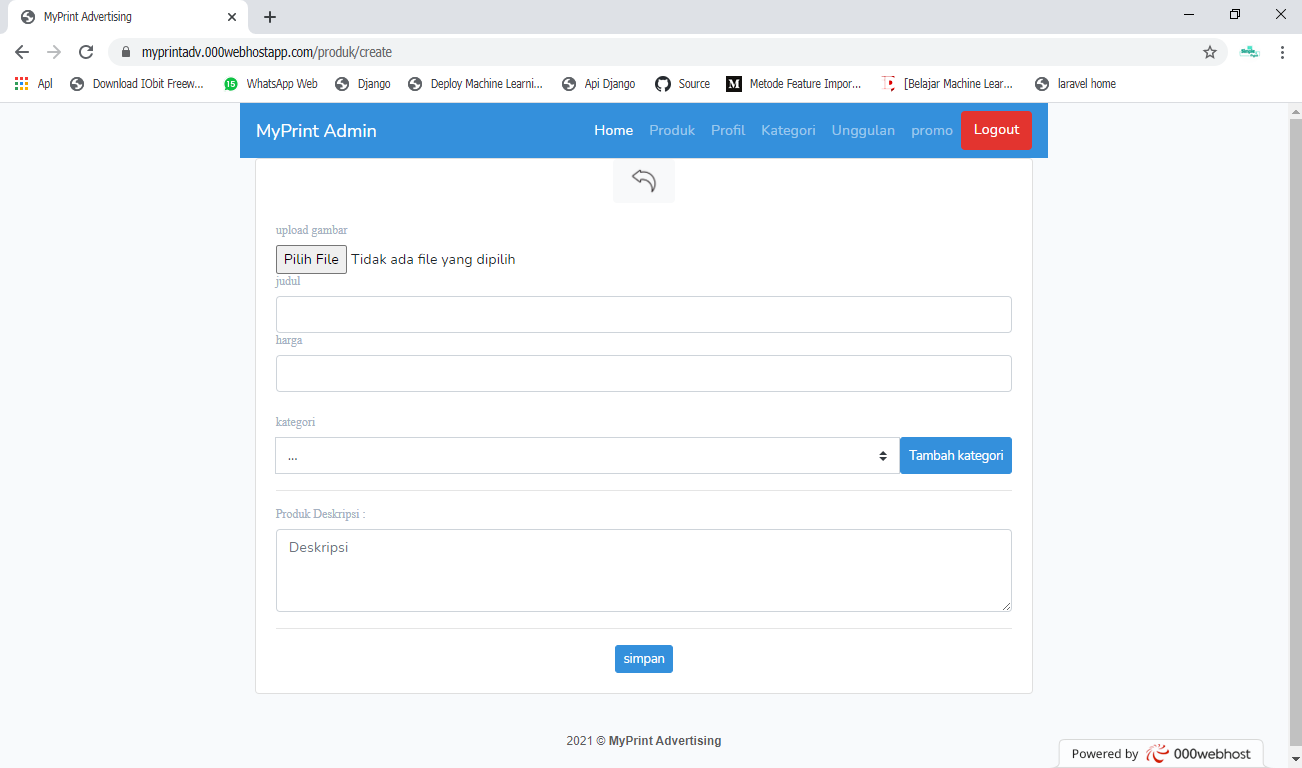 MyPrint Advertising
myprintadv.000webhostapp.com/produk/create
Apl Download IObit Freew... 15 WhatsApp Web Django Deploy Machine Learni... Api Django Source M Metode Feature Impor... [Belajar Machine Lear... laravel home
MyPrint Admin Home Produk Profil Kategori Unggulan promo Logout
upload gambar
Pilih File Tidak ada file yang dipilih
judul
harga
kategori
... Tambah kategori
Produk Deskripsi :
Deskripsi
simpan
2021 © MyPrint Advertising
Powered by 000webhost